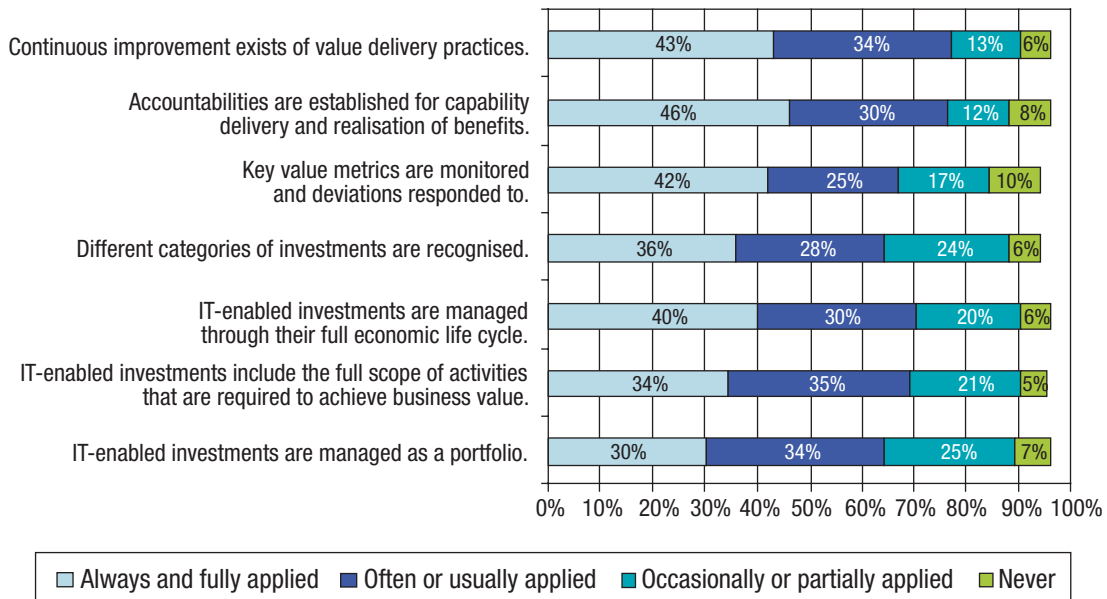 Continuous improvement exists of value delivery practices.
43% 34% 13% 6%
Accountabilities are established for capability
delivery and realisation of benefits.
46% 30% 12% 8%
Key value metrics are monitored
and deviations responded to.
42% 25% 17% 10%
Different categories of investments are recognised.
36% 28% 24% 6%
IT-enabled investments are managed
through their full economic life cycle.
40% 30% 20% 6%
IT-enabled investments include the full scope of activities
that are required to achieve business value.
34% 35% 21% 5%
IT-enabled investments are managed as a portfolio.
30% 34% 25% 7%
0% 10% 20% 30% 40% 50% 60% 70% 80% 90% 100%
Always and fully applied Often or usually applied Occasionally or partially applied Never